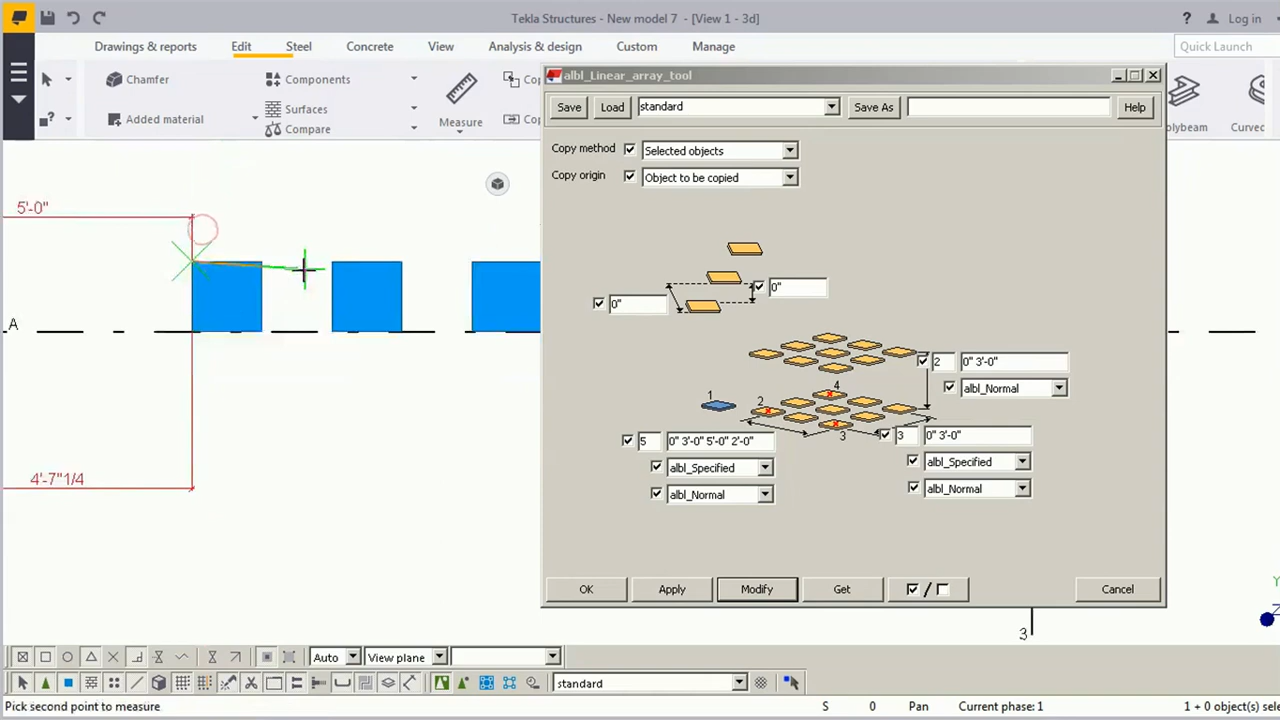 Tekla Structures - New model 7 - [View 1 - 3d]
? Log in
Drawings & reports Edit Steel Concrete View Analysis & design Custom Manage
Quick Launch
Chamfer
Added material
Components
Surfaces
Compare
Measure
albl_Linear_array_tool
Save Load standard Save As Help
Copy method Selected objects
Copy origin Object to be copied
0"
0"
2 0" 3'-0"
albl_Normal
1
2
4
3
5 0" 3'-0" 5'-0" 2'-0"
albl_Specified
albl_Normal
3 0" 3'-0"
albl_Specified
albl_Normal
OK Apply Modify Get / Cancel
5'-0"
A
4'-7"1/4
3
Auto View plane
standard
Pick second point to measure
S 0 Pan Current phase: 1